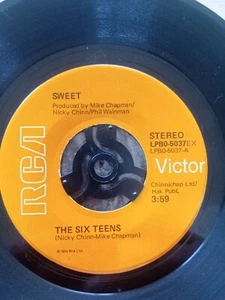 SWEET
Produced by Mike Chapman/
Nicky Chinn/Phil Wainman
STEREO
LPBO-5037EX
LPBO-5037-A
RCA
Victor
Chinnichap Ltd/
Hak Publ.
3:59
THE SIX TEENS
(Nicky Chinn-Mike Chapman)